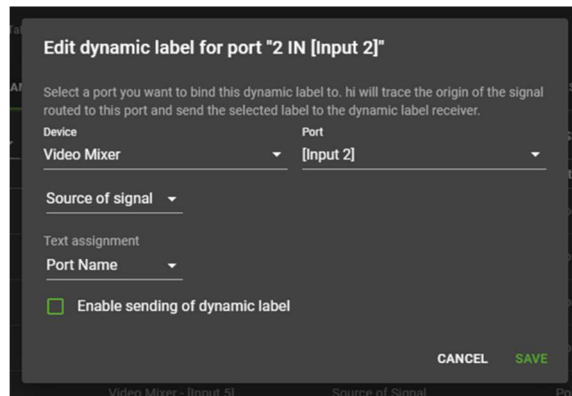 Edit dynamic label for port "2 IN [Input 2]"
Select a port you want to bind this dynamic label to. hi will trace the origin of the signal
routed to this port and send the selected label to the dynamic label receiver.
Device Port
Video Mixer [Input 2]
Source of signal
Text assignment
Port Name
Enable sending of dynamic label
CANCEL SAVE
Video Mixer - [Input 5] Source of Signal